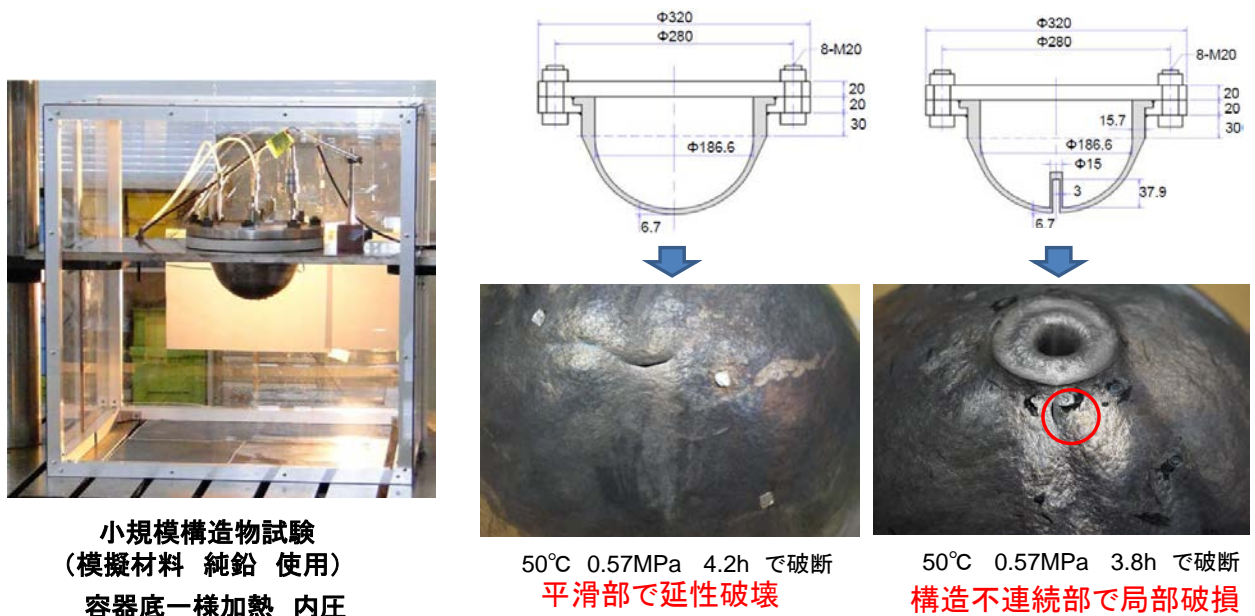 Φ320
Φ280
8-M20
20
20
30
Φ186.6
6.7
Φ320
Φ280
8-M20
20
20
30
15.7
Φ186.6
Φ15
3
37.9
6.7
小規模構造物試験
（模擬材料 純鉛 使用）
容器底一様加熱 内圧
50℃ 0.57MPa 4.2h で破断
平滑部で延性破壊
50℃ 0.57MPa 3.8h で破断
構造不連続部で局部破損